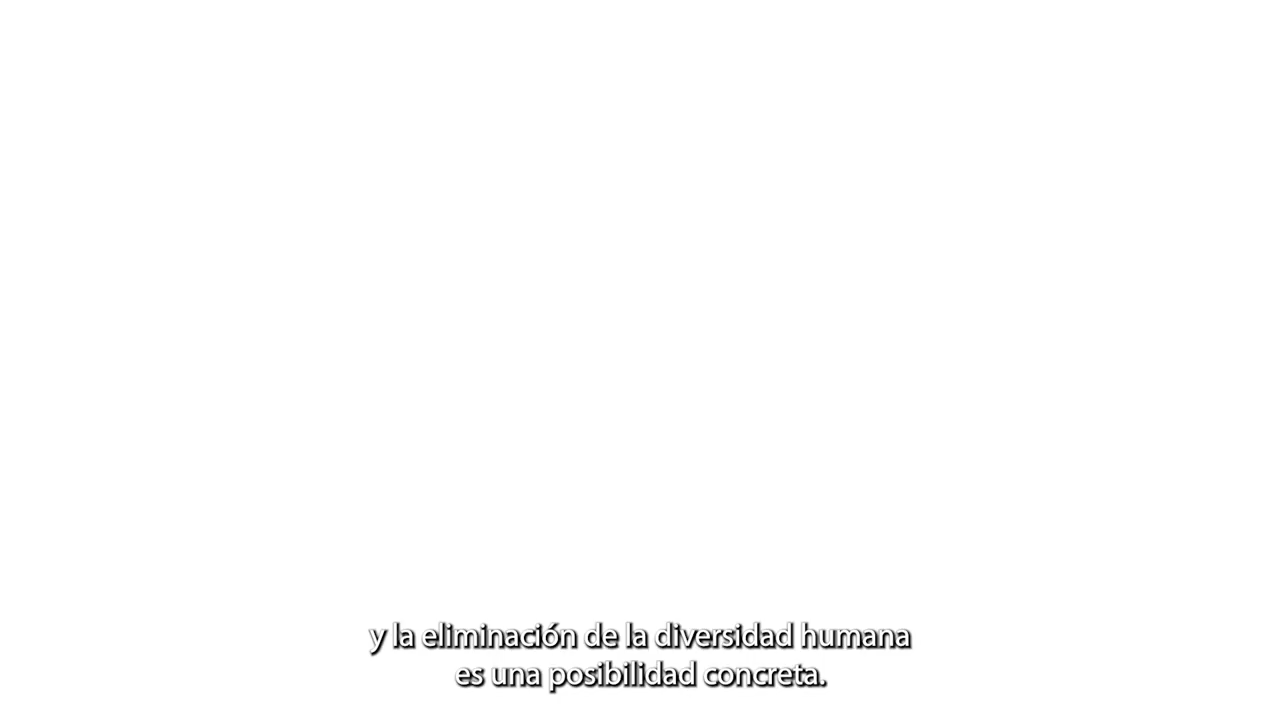 y la eliminación de la diversidad humana
es una posibilidad concreta.